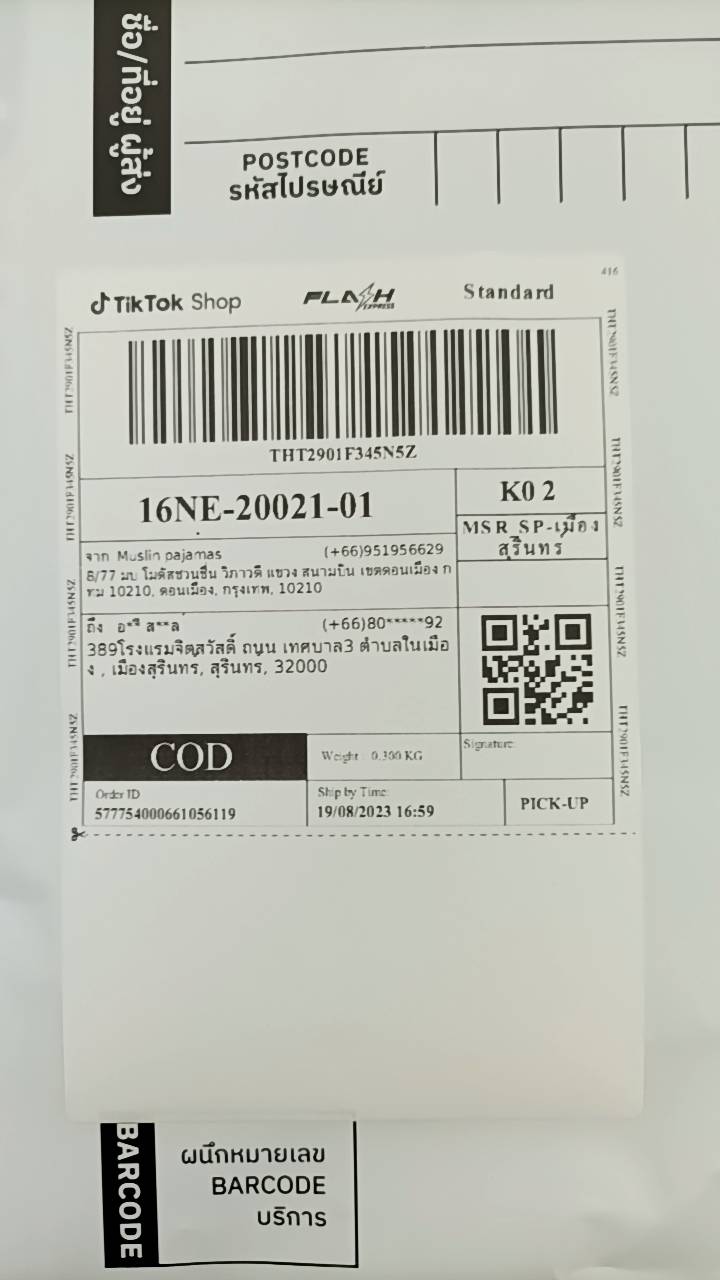 ชื่อ/ที่อยู่ ผู้ส่ง
POSTCODE
รหัสไปรษณีย์
416
TikTok Shop
FLASH EXPRESS
Standard
THT2901F345N5Z
THT2901F345N5Z
THT2901F345N5Z
THT2901F345N5Z
THT2901F345N5Z
THT2901F345N5Z
THT2901F345N5Z
THT2901F345N5Z
THT2901F345N5Z
16NE-20021-01
K0 2
MSR_SP-เมือง
สุรินทร์
จาก Muslin pajamas (+66)951956629
8/77 มบ โมดัสชวนชื่น วิภาวดี แขวง สนามบิน เขตดอนเมือง ก
ทม 10210, ดอนเมือง, กรุงเทพ, 10210
ถึง อ** ส**ล (+66)80*****92
389โรงแรมจิตสวัสดิ์ ถนน เทศบาล3 ตำบลในเมือ
ง , เมืองสุรินทร์, สุรินทร, 32000
COD
Weight 0.300 KG
Signature:
Order ID
577754000661056119
Ship by Time:
19/08/2023 16:59
PICK-UP
BARCODE
ผนึกหมายเลข
BARCODE
บริการ